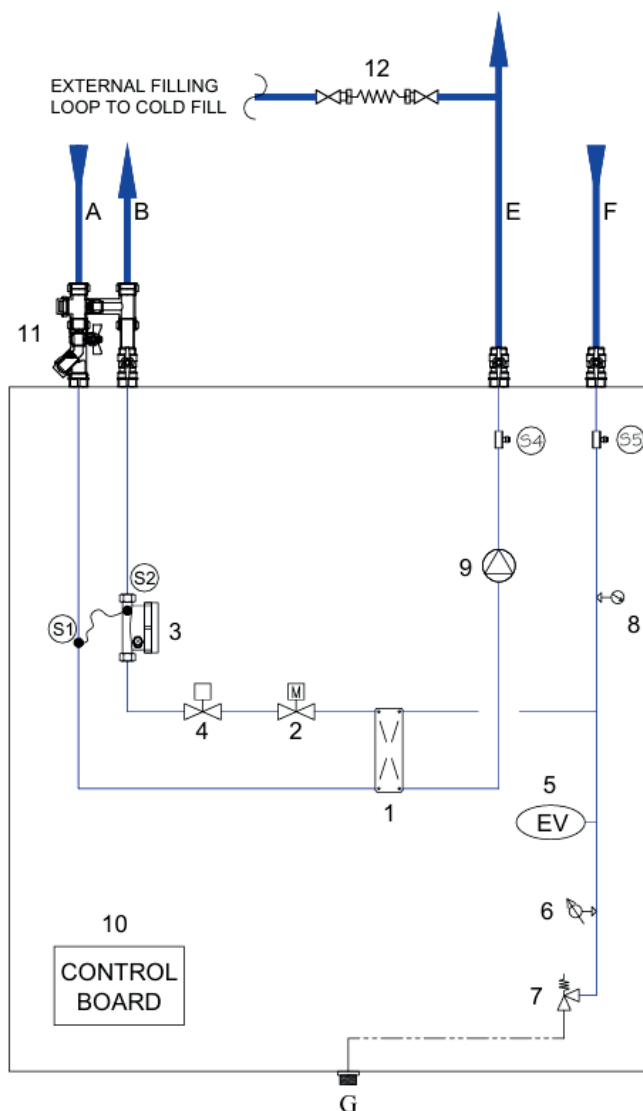 12
EXTERNAL FILLING
LOOP TO COLD FILL
A
B
E
F
11
S4
S5
S2
9
S1
3
8
M
4
2
5
1
EV
6
10
CONTROL
BOARD
7
G